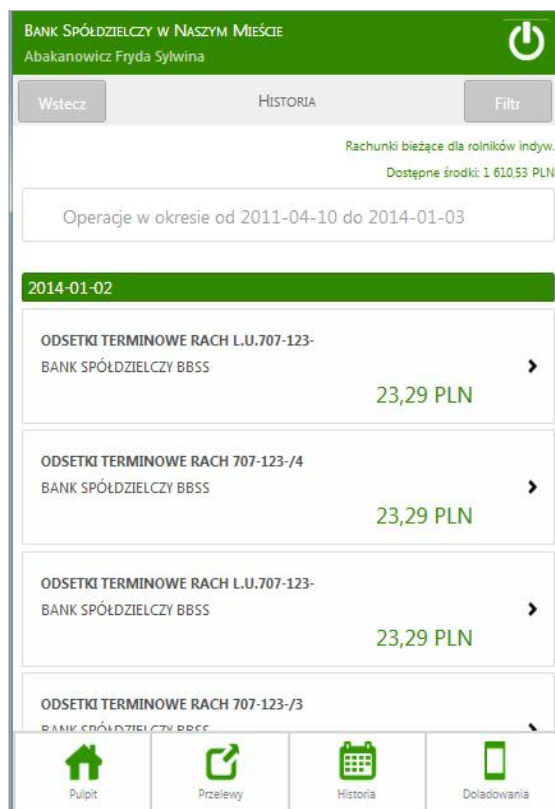 Bank Spółdzielczy w Naszym Mieście
Abakanowicz Fryda Sylwina
Wstecz
Historia
Filtr
Rachunki bieżące dla rolników indyw.
Dostępne środki: 1 610,53 PLN
Operacje w okresie od 2011-04-10 do 2014-01-03
2014-01-02
ODSETKI TERMINOWE RACH L.U.707-123-
BANK SPÓŁDZIELCZY BBSS
23,29 PLN
ODSETKI TERMINOWE RACH 707-123-/4
BANK SPÓŁDZIELCZY BBSS
23,29 PLN
ODSETKI TERMINOWE RACH L.U.707-123-
BANK SPÓŁDZIELCZY BBSS
23,29 PLN
ODSETKI TERMINOWE RACH 707-123-/3
BANK SPÓŁDZIELCZY BBSS
Pulpit
Przelewy
Historia
Doładowania